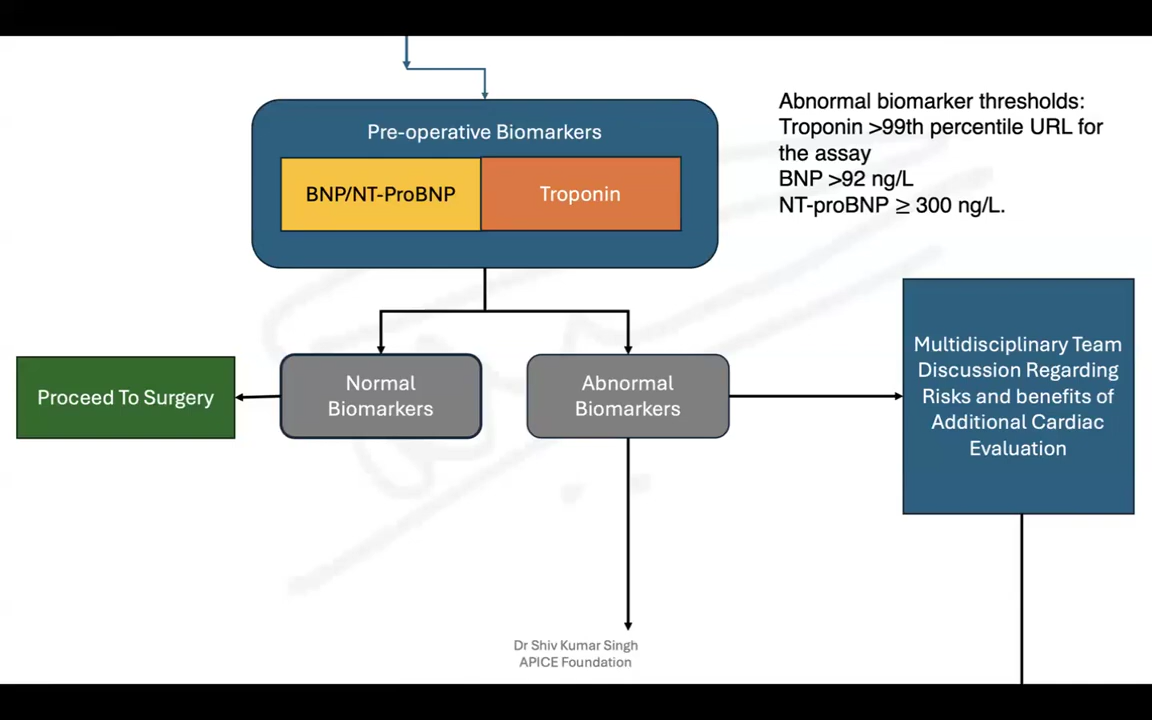 Pre-operative Biomarkers
BNP/NT-ProBNP
Troponin
Abnormal biomarker thresholds:
Troponin >99th percentile URL for
the assay
BNP >92 ng/L
NT-proBNP ≥ 300 ng/L.
Proceed To Surgery
Normal
Biomarkers
Abnormal
Biomarkers
Multidisciplinary Team
Discussion Regarding
Risks and benefits of
Additional Cardiac
Evaluation
Dr Shiv Kumar Singh
APICE Foundation